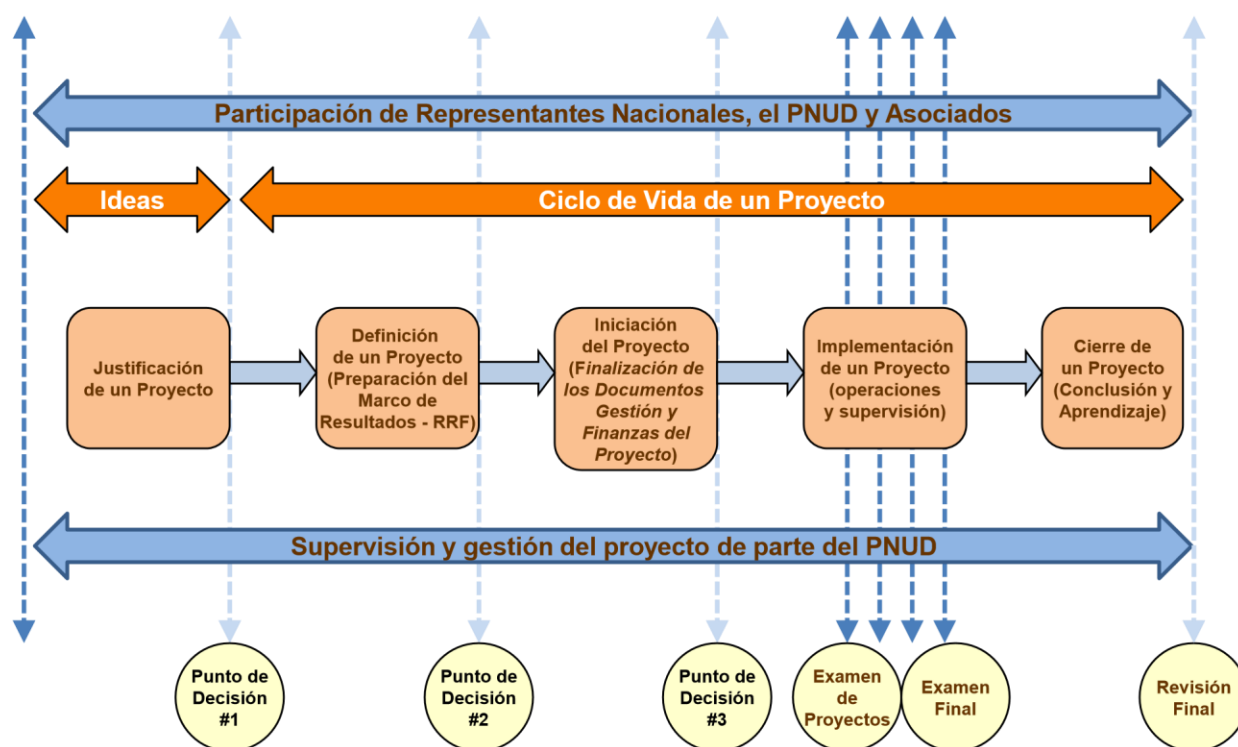 Participación de Representantes Nacionales, el PNUD y Asociados
Ideas
Ciclo de Vida de un Proyecto
Justificación
de un Proyecto
Definición
de un Proyecto
(Preparación del
Marco de
Resultados - RRF)
Iniciación
del Proyecto
(Finalización de
los Documentos
Gestión y
Finanzas del
Proyecto)
Implementación
de un Proyecto
(operaciones
y supervisión)
Cierre de
un Proyecto
(Conclusión y
Aprendizaje)
Supervisión y gestión del proyecto de parte del PNUD
Punto de
Decisión
#1
Punto de
Decisión
#2
Punto de
Decisión
#3
Examen
de
Proyectos
Examen
Final
Revisión
Final